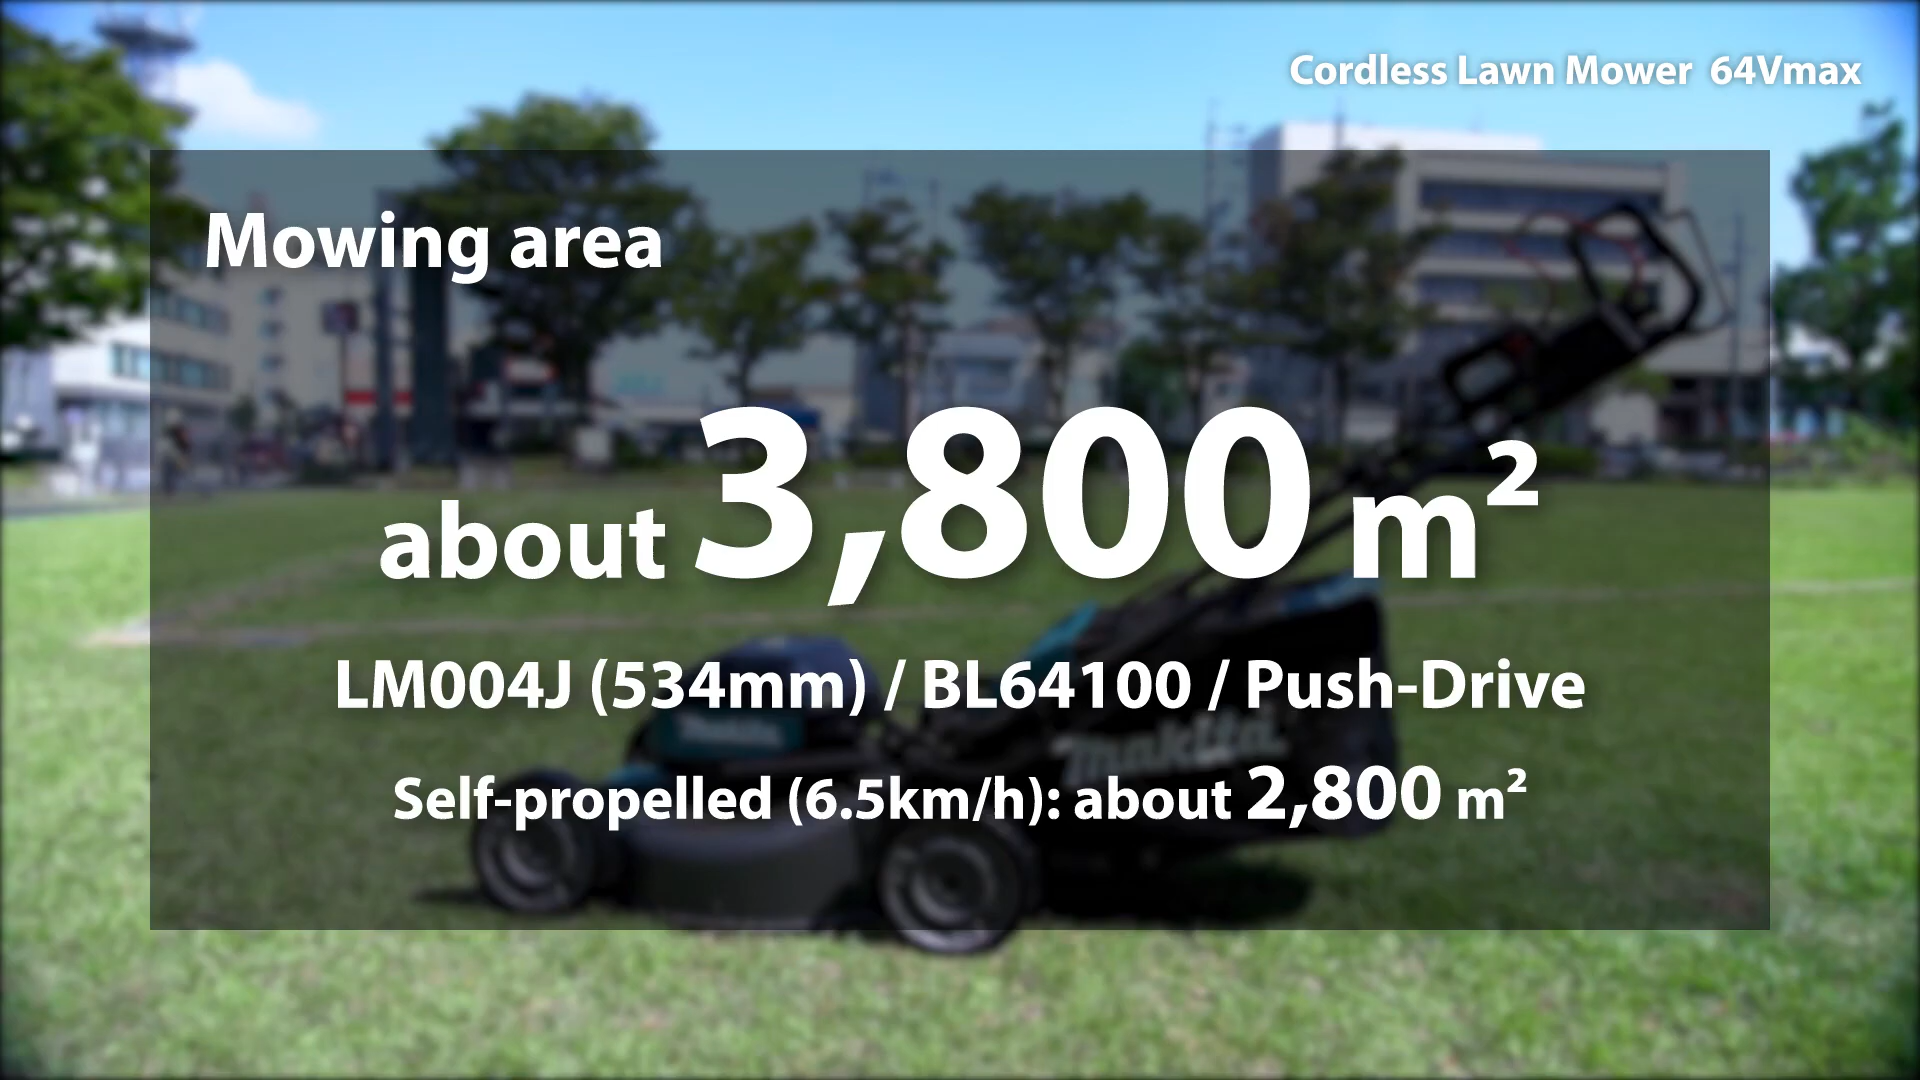 Cordless Lawn Mower 64Vmax
Mowing area
about 3,800 m²
LM004J (534mm) / BL64100 / Push-Drive
makita
Self-propelled (6.5km/h): about 2,800 m²